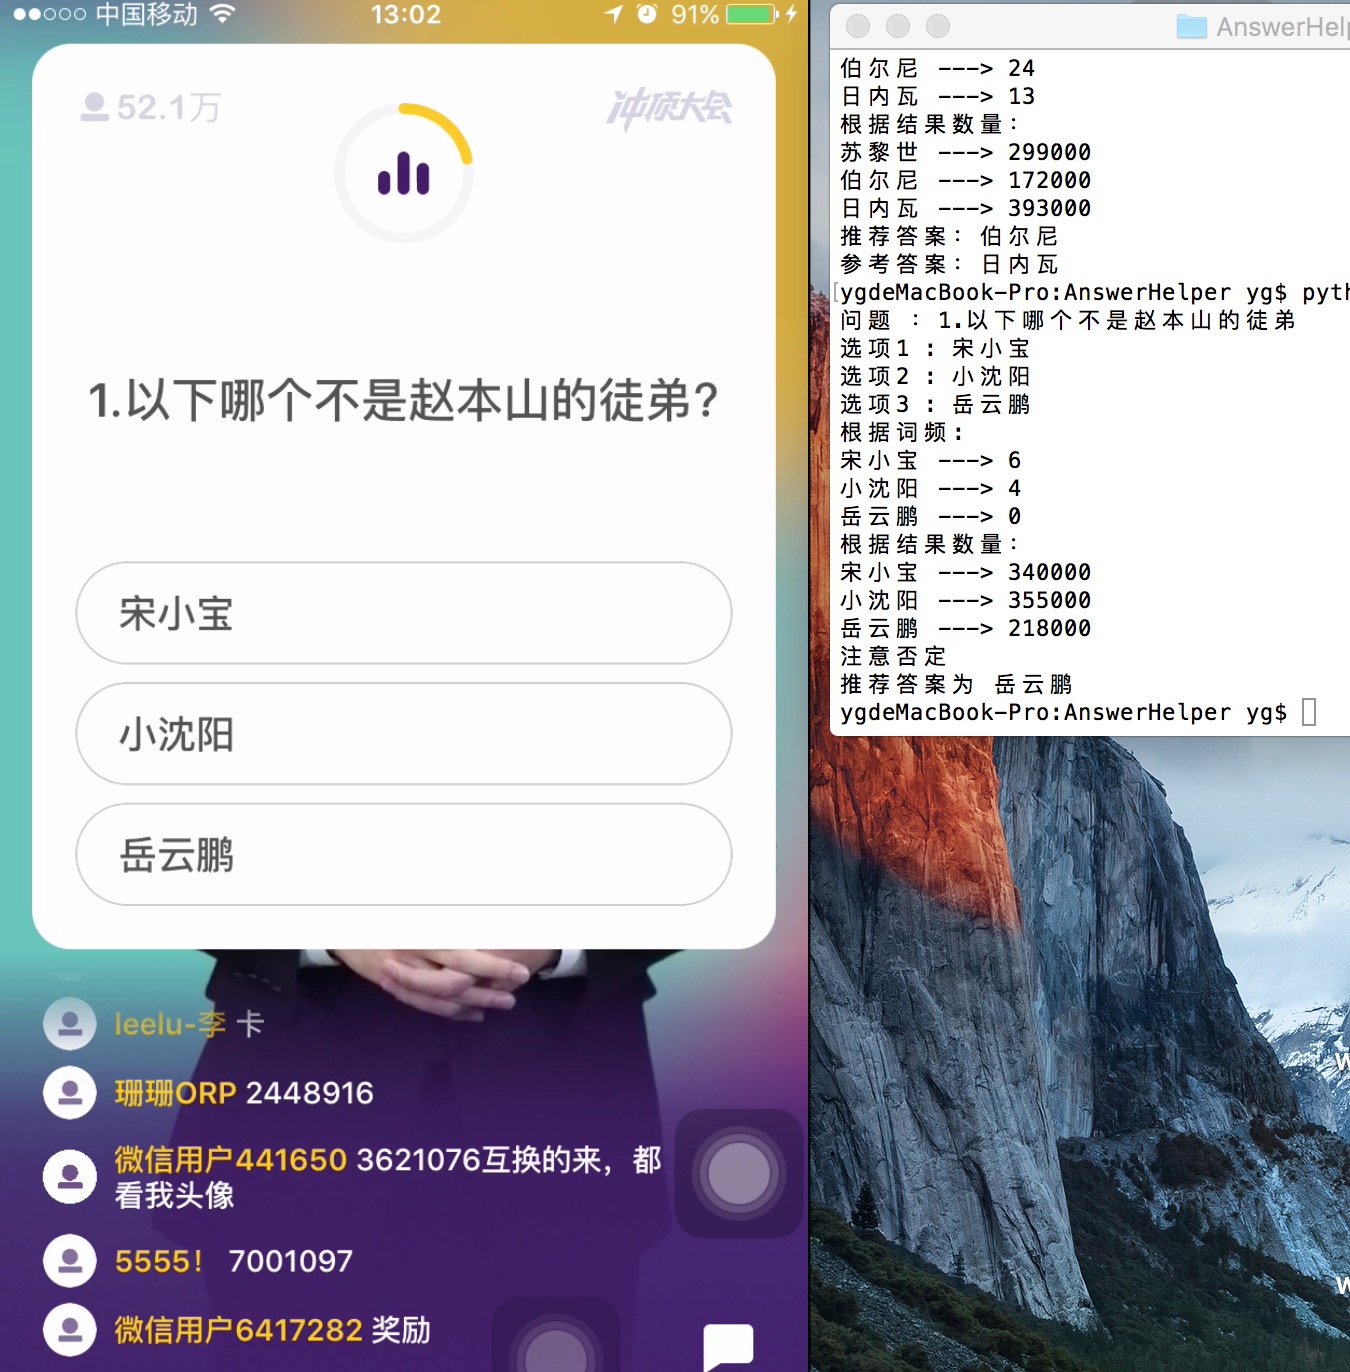 中国移动
13:02
91%
52.1万
冲顶大会
1.以下哪个不是赵本山的徒弟?
宋小宝
小沈阳
岳云鹏
leelu-李 卡
珊珊ORP 2448916
微信用户441650 3621076互换的来，都
看我头像
5555！ 7001097
微信用户6417282 奖励
AnswerHelp
伯尔尼 ---> 24
日内瓦 ---> 13
根据结果数量：
苏黎世 ---> 299000
伯尔尼 ---> 172000
日内瓦 ---> 393000
推荐答案：伯尔尼
参考答案：日内瓦
ygdeMacBook-Pro:AnswerHelper yg$ pyth
问题 ：1.以下哪个不是赵本山的徒弟
选项1 : 宋小宝
选项2 : 小沈阳
选项3 : 岳云鹏
根据词频：
宋小宝 ---> 6
小沈阳 ---> 4
岳云鹏 ---> 0
根据结果数量：
宋小宝 ---> 340000
小沈阳 ---> 355000
岳云鹏 ---> 218000
注意否定
推荐答案为 岳云鹏
ygdeMacBook-Pro:AnswerHelper yg$
W
W